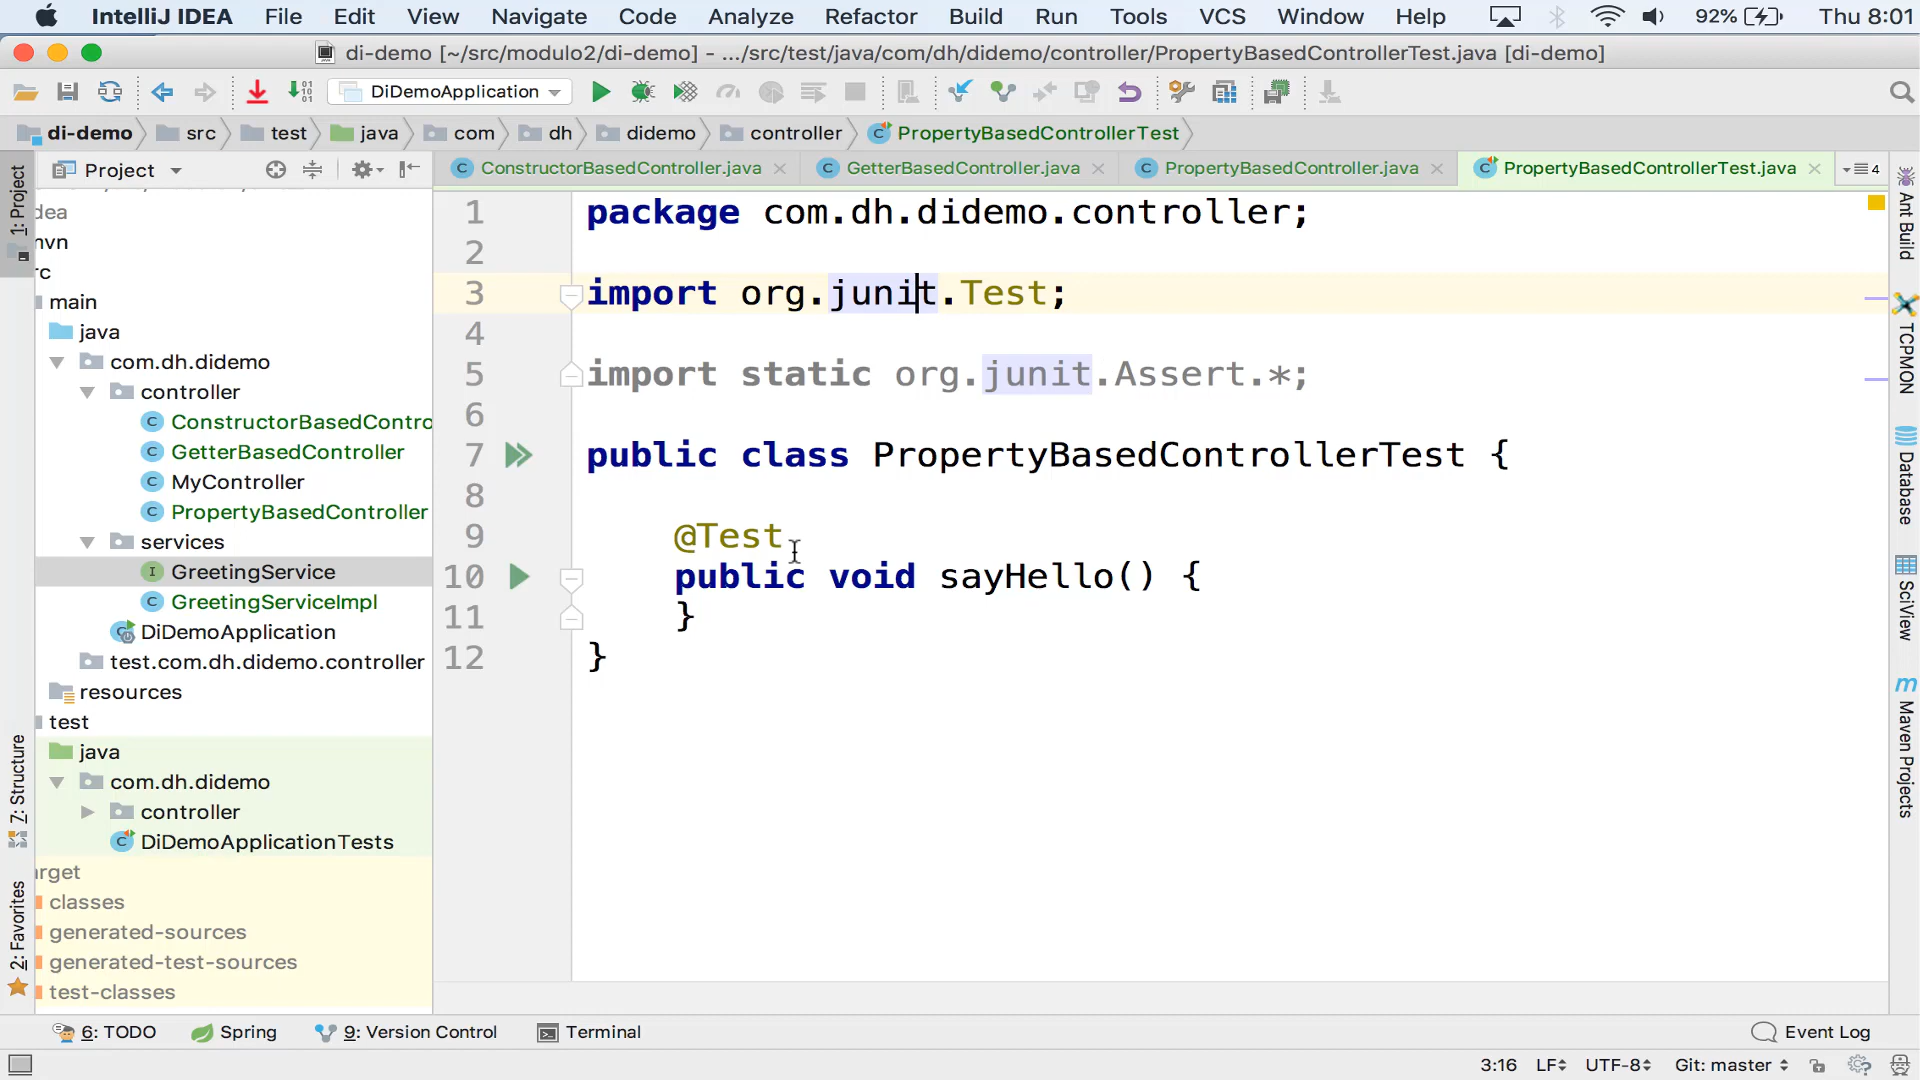 IntelliJ IDEA File Edit View Navigate Code Analyze Refactor Build Run Tools VCS Window Help 92% Thu 8:01
di-demo [~/src/modulo2/di-demo] - .../src/test/java/com/dh/didemo/controller/PropertyBasedControllerTest.java [di-demo]
DiDemoApplication
di-demo src test java com dh didemo controller PropertyBasedControllerTest
Project
ConstructorBasedController.java GetterBasedController.java PropertyBasedController.java PropertyBasedControllerTest.java 4
1: Project
7: Structure
2: Favorites
dea
nvn
rc
main
java
com.dh.didemo
controller
ConstructorBasedContro
GetterBasedController
MyController
PropertyBasedController
services
GreetingService
GreetingServiceImpl
DiDemoApplication
test.com.dh.didemo.controller
resources
test
java
com.dh.didemo
controller
DiDemoApplicationTests
arget
classes
generated-sources
generated-test-sources
test-classes
1 package com.dh.didemo.controller;
2
3 import org.junit.Test;
4
5 import static org.junit.Assert.*;
6
7 public class PropertyBasedControllerTest {
8
9 @Test
10 public void sayHello() {
11 }
12 }
Ant Build
TCPMON
Database
SciView
Maven Projects
6: TODO Spring 9: Version Control Terminal Event Log
3:16 LF UTF-8 Git: master